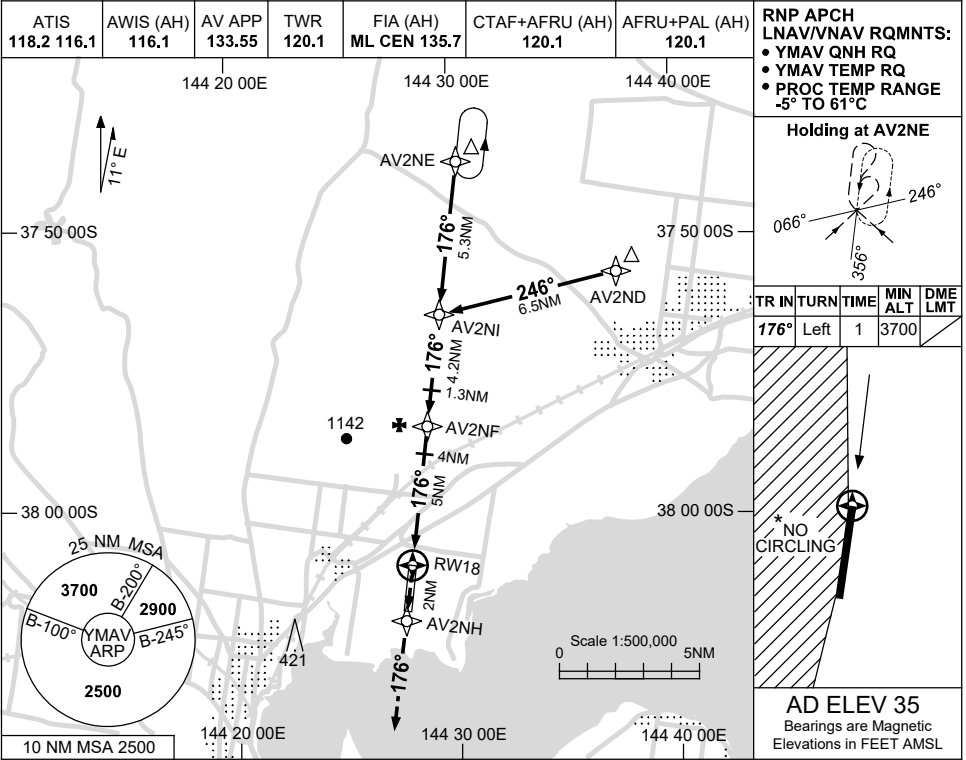 ATIS
118.2 116.1
AWIS (AH)
116.1
AV APP
133.55
TWR
120.1
FIA (AH)
ML CEN 135.7
CTAF+AFRU (AH)
120.1
AFRU+PAL (AH)
120.1
RNP APCH
LNAV/VNAV RQMNTS:
• YMAV QNH RQ
• YMAV TEMP RQ
• PROC TEMP RANGE
-5° TO 61°C
144 20 00E
144 30 00E
144 40 00E
11° E
AV2NE
37 50 00S
37 50 00S
176°
5.3NM
246°
6.5NM
AV2ND
AV2NI
176°
4.2NM
1.3NM
1142
AV2NF
4NM
176°
5NM
38 00 00S
38 00 00S
RW18
2NM
AV2NH
421
176°
25 NM MSA
3700
B-200°
2900
B-100°
YMAV
ARP
B-245°
2500
10 NM MSA 2500
Scale 1:500,000
0
5NM
144 20 00E
144 30 00E
144 40 00E
Holding at AV2NE
246°
066°
356°
TR IN
TURN
TIME
MIN
ALT
DME
LMT
176°
Left
1
3700
*NO
CIRCLING
AD ELEV 35
Bearings are Magnetic
Elevations in FEET AMSL